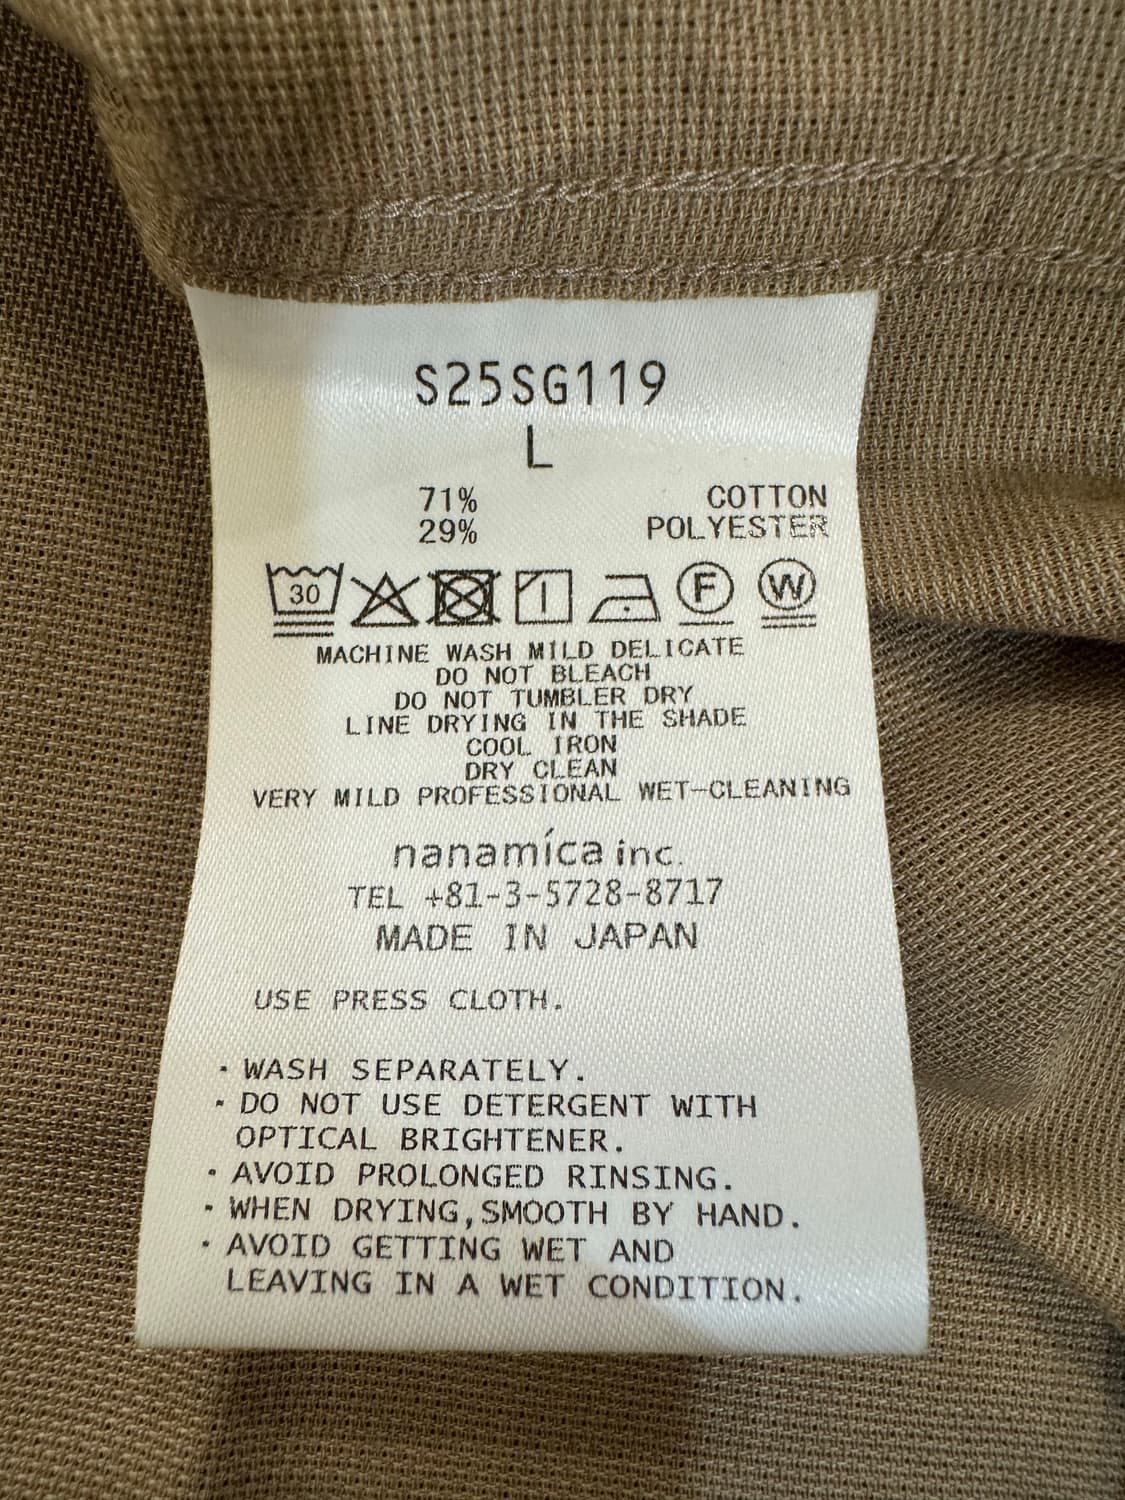 S25SG119
L
71% COTTON
29% POLYESTER
30 F W
MACHINE WASH MILD DELICATE
DO NOT BLEACH
DO NOT TUMBLER DRY
LINE DRYING IN THE SHADE
COOL IRON
DRY CLEAN
VERY MILD PROFESSIONAL WET-CLEANING
nanamíca inc.
TEL +81-3-5728-8717
MADE IN JAPAN
USE PRESS CLOTH.
・WASH SEPARATELY.
・DO NOT USE DETERGENT WITH
OPTICAL BRIGHTENER.
・AVOID PROLONGED RINSING.
・WHEN DRYING,SMOOTH BY HAND.
・AVOID GETTING WET AND
LEAVING IN A WET CONDITION.